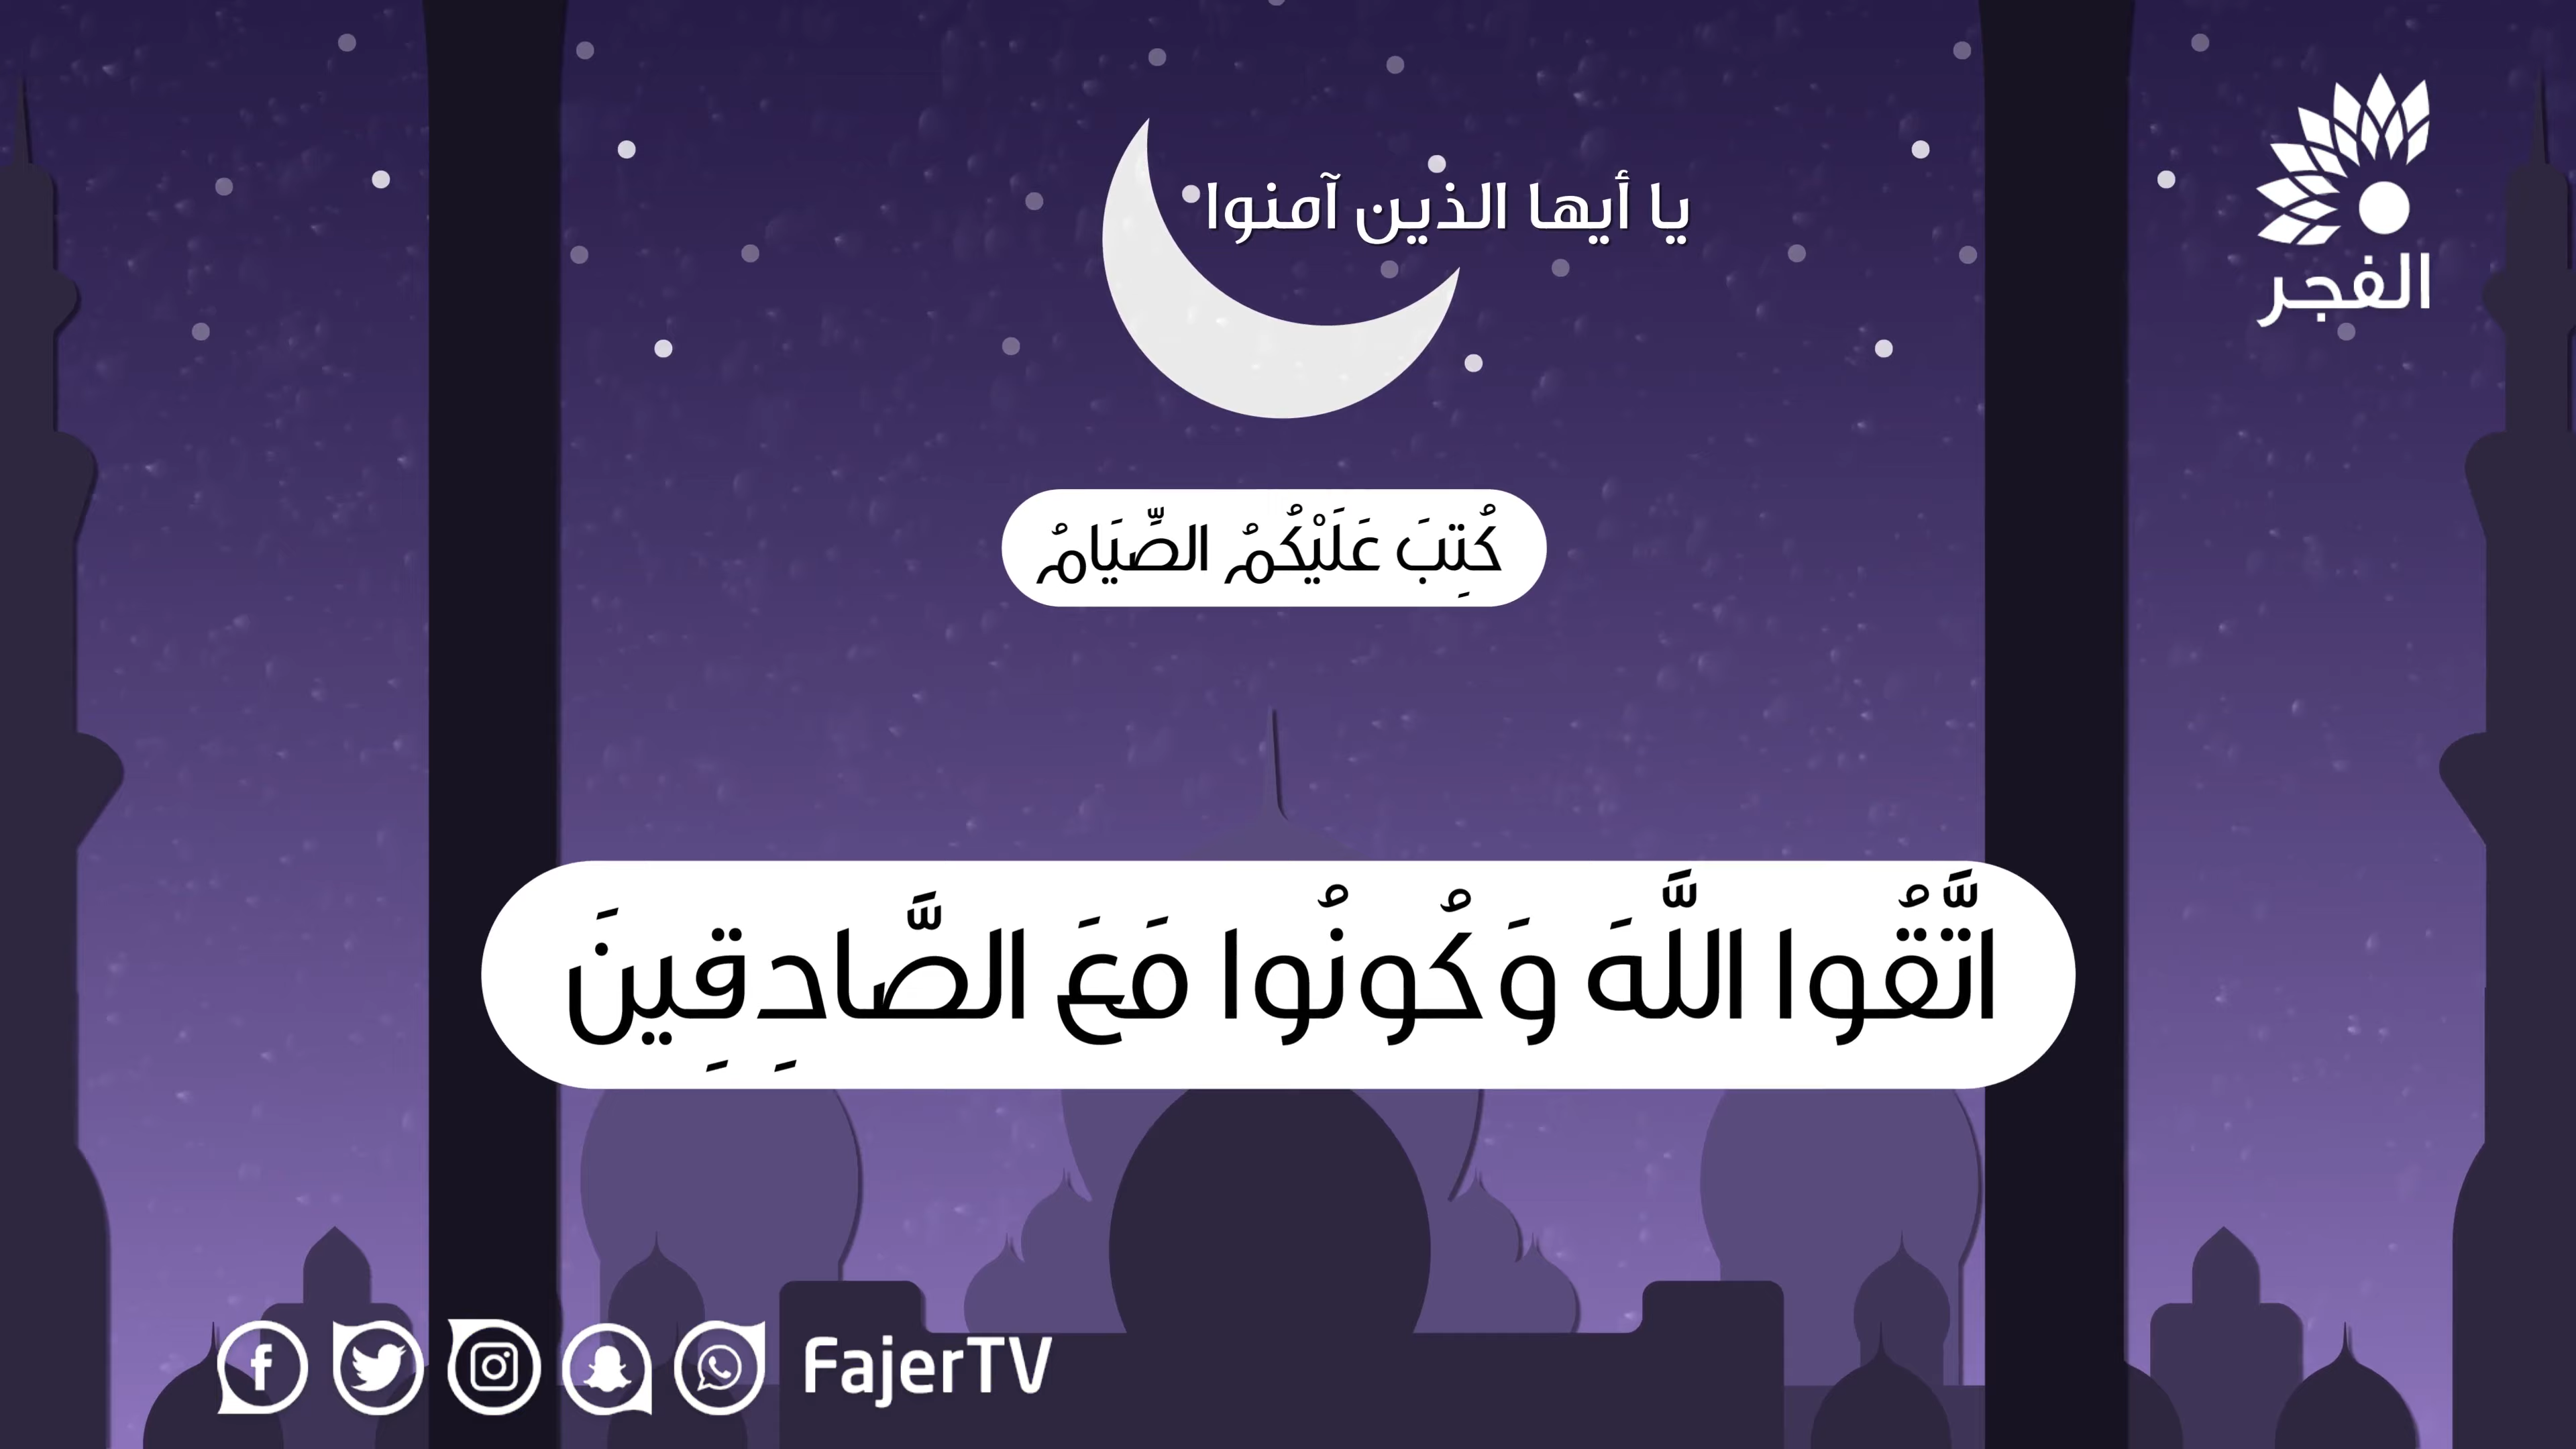 يا أيها الذين آمنوا
الفجر
كُتِبَ عَلَيْكُمُ الصِّيَامُ
اتَّقُوا اللَّهَ وَكُونُوا مَعَ الصَّادِقِينَ
FajerTV